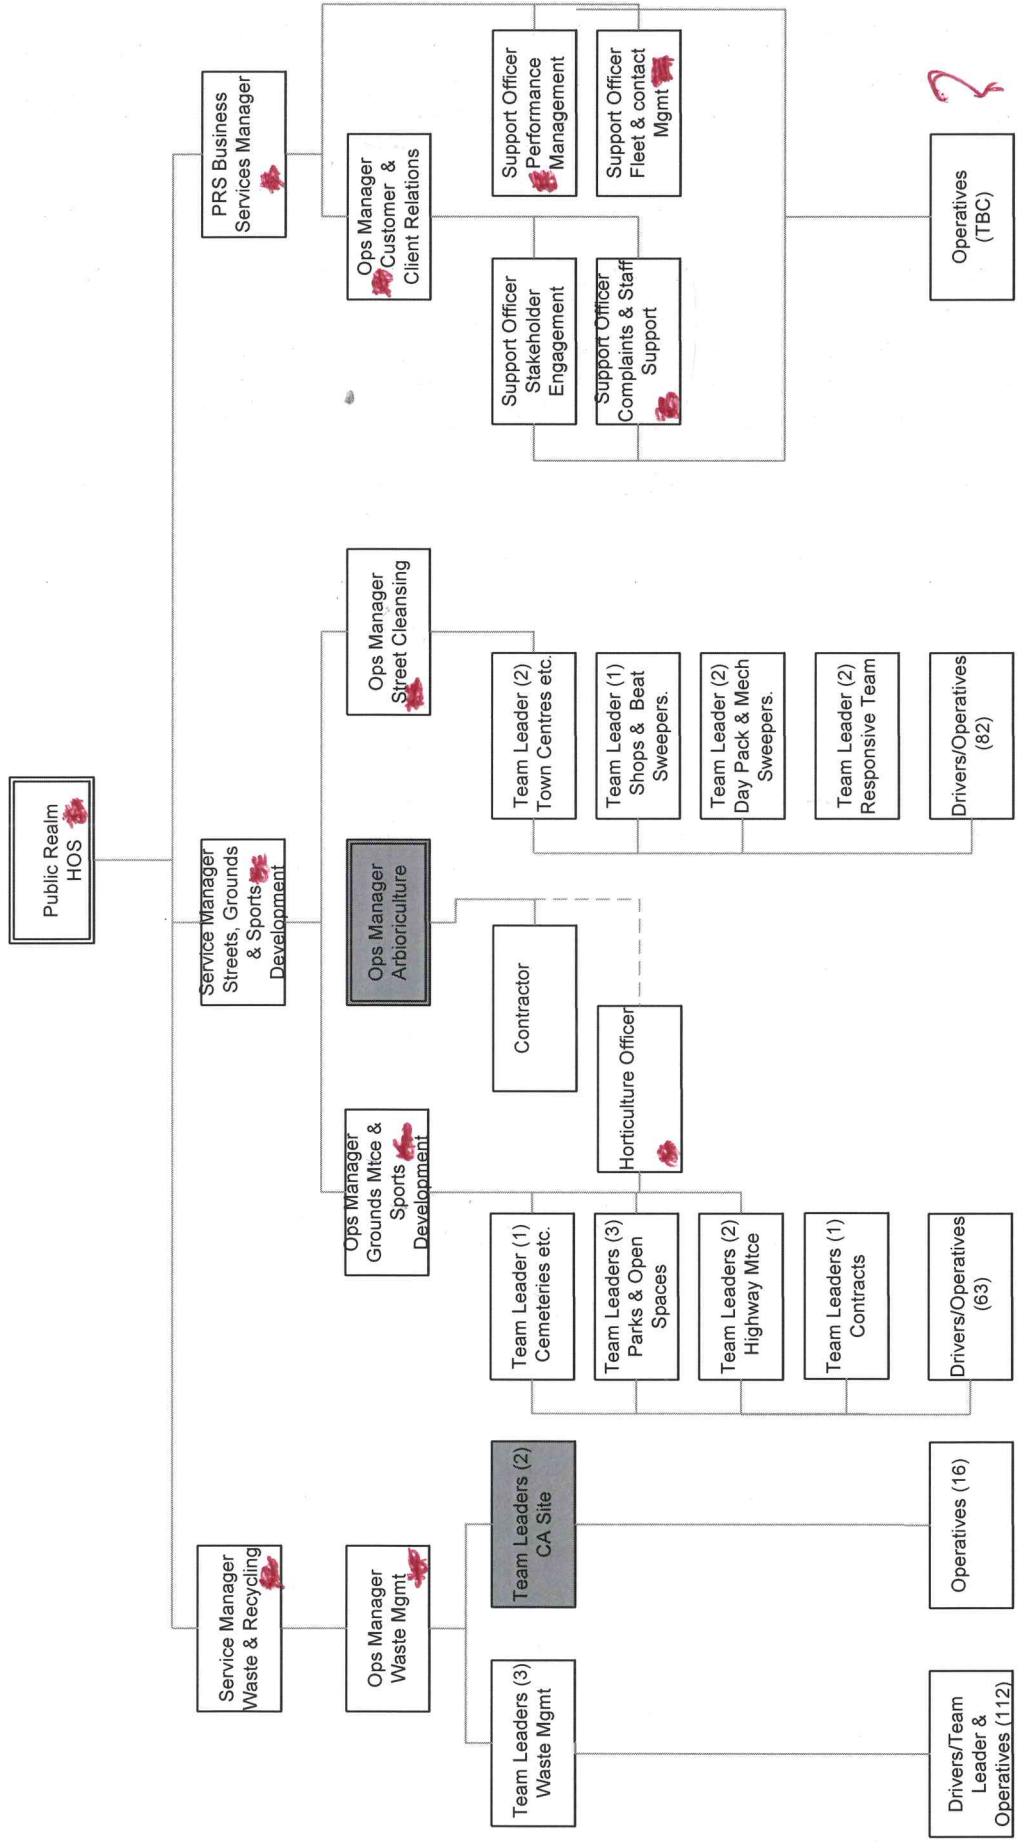 Public Realm
HOS
Service Manager
Waste & Recycling
Service Manager
Streets, Grounds
& Sports
Development
PRS Business
Services Manager
Ops Manager
Waste Mgmt
Ops Manager
Grounds Mtce &
Sports
Development
Ops Manager
Arbioriculture
Ops Manager
Street Cleansing
Ops Manager
Customer &
Client Relations
Team Leaders (3)
Waste Mgmt
Team Leaders (2)
CA Site
Team Leader (1)
Cemeteries etc.
Team Leaders (3)
Parks & Open
Spaces
Team Leaders (2)
Highway Mtce
Team Leaders (1)
Contracts
Contractor
Horticulture Officer
Team Leader (2)
Town Centres etc.
Team Leader (1)
Shops & Beat
Sweepers.
Team Leader (2)
Day Pack & Mech
Sweepers.
Team Leader (2)
Responsive Team
Support Officer
Stakeholder
Engagement
Support Officer
Complaints & Staff
Support
Support Officer
Performance
Management
Support Officer
Fleet & contact
Mgmt
Drivers/Team
Leader &
Operatives (112)
Operatives (16)
Drivers/Operatives
(63)
Drivers/Operatives
(82)
Operatives
(TBC)
?